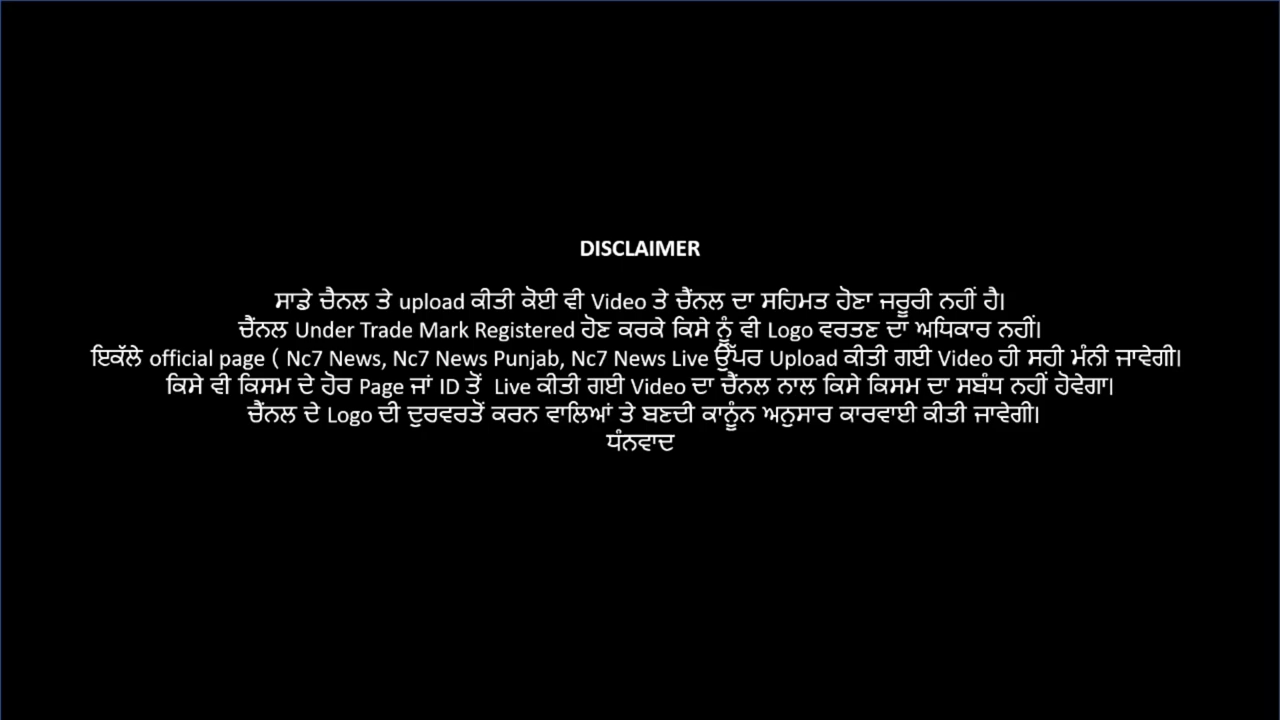 DISCLAIMER
ਸਾਡੇ ਚੈਨਲ ਤੇ upload ਕੀਤੀ ਕੋਈ ਵੀ Video ਤੇ ਚੈਂਨਲ ਦਾ ਸਹਿਮਤ ਹੋਣਾ ਜਰੂਰੀ ਨਹੀਂ ਹੈ।
ਚੈਂਨਲ Under Trade Mark Registered ਹੋਣ ਕਰਕੇ ਕਿਸੇ ਨੂੰ ਵੀ Logo ਵਰਤਣ ਦਾ ਅਧਿਕਾਰ ਨਹੀਂ।
ਇਕੱਲੇ official page ( Nc7 News, Nc7 News Punjab, Nc7 News Live ਉੱਪਰ Upload ਕੀਤੀ ਗਈ Video ਹੀ ਸਹੀ ਮੰਨੀ ਜਾਵੇਗੀ।
ਕਿਸੇ ਵੀ ਕਿਸਮ ਦੇ ਹੋਰ Page ਜਾਂ ID ਤੋਂ Live ਕੀਤੀ ਗਈ Video ਦਾ ਚੈਂਨਲ ਨਾਲ ਕਿਸੇ ਕਿਸਮ ਦਾ ਸਬੰਧ ਨਹੀਂ ਹੋਵੇਗਾ।
ਚੈਂਨਲ ਦੇ Logo ਦੀ ਦੁਰਵਰਤੋਂ ਕਰਨ ਵਾਲਿਆਂ ਤੇ ਬਣਦੀ ਕਾਨੂੰਨ ਅਨੁਸਾਰ ਕਾਰਵਾਈ ਕੀਤੀ ਜਾਵੇਗੀ।
ਧੰਨਵਾਦ